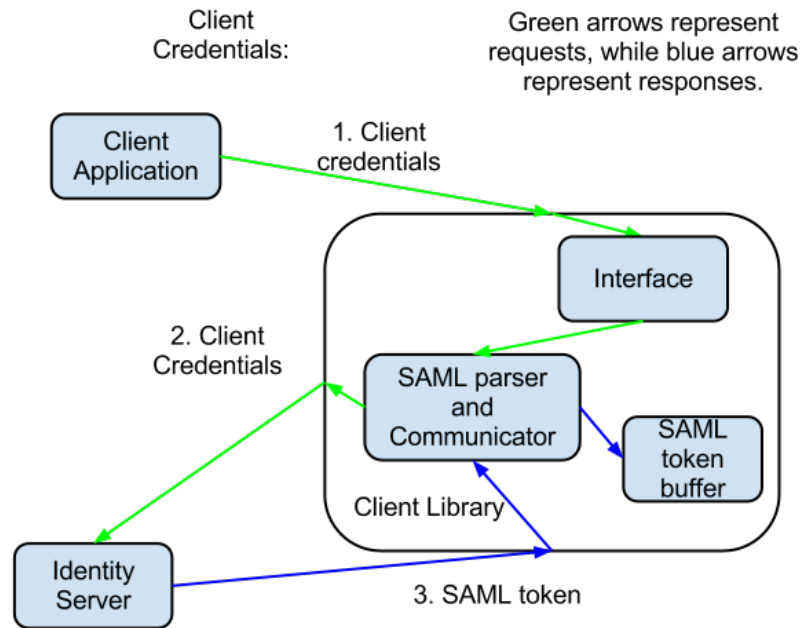 Client
Credentials:
Green arrows represent
requests, while blue arrows
represent responses.
Client
Application
1. Client
credentials
Interface
2. Client
Credentials
SAML parser
and
Communicator
SAML
token
buffer
Client Library
Identity
Server
3. SAML token